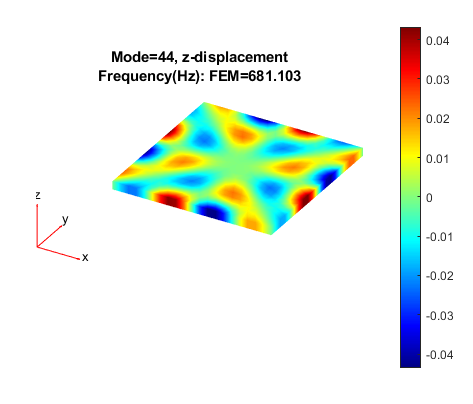 Mode=44, z-displacement
Frequency(Hz): FEM=681.103
0.04
0.03
0.02
0.01
0
-0.01
-0.02
-0.03
-0.04
z
y
x